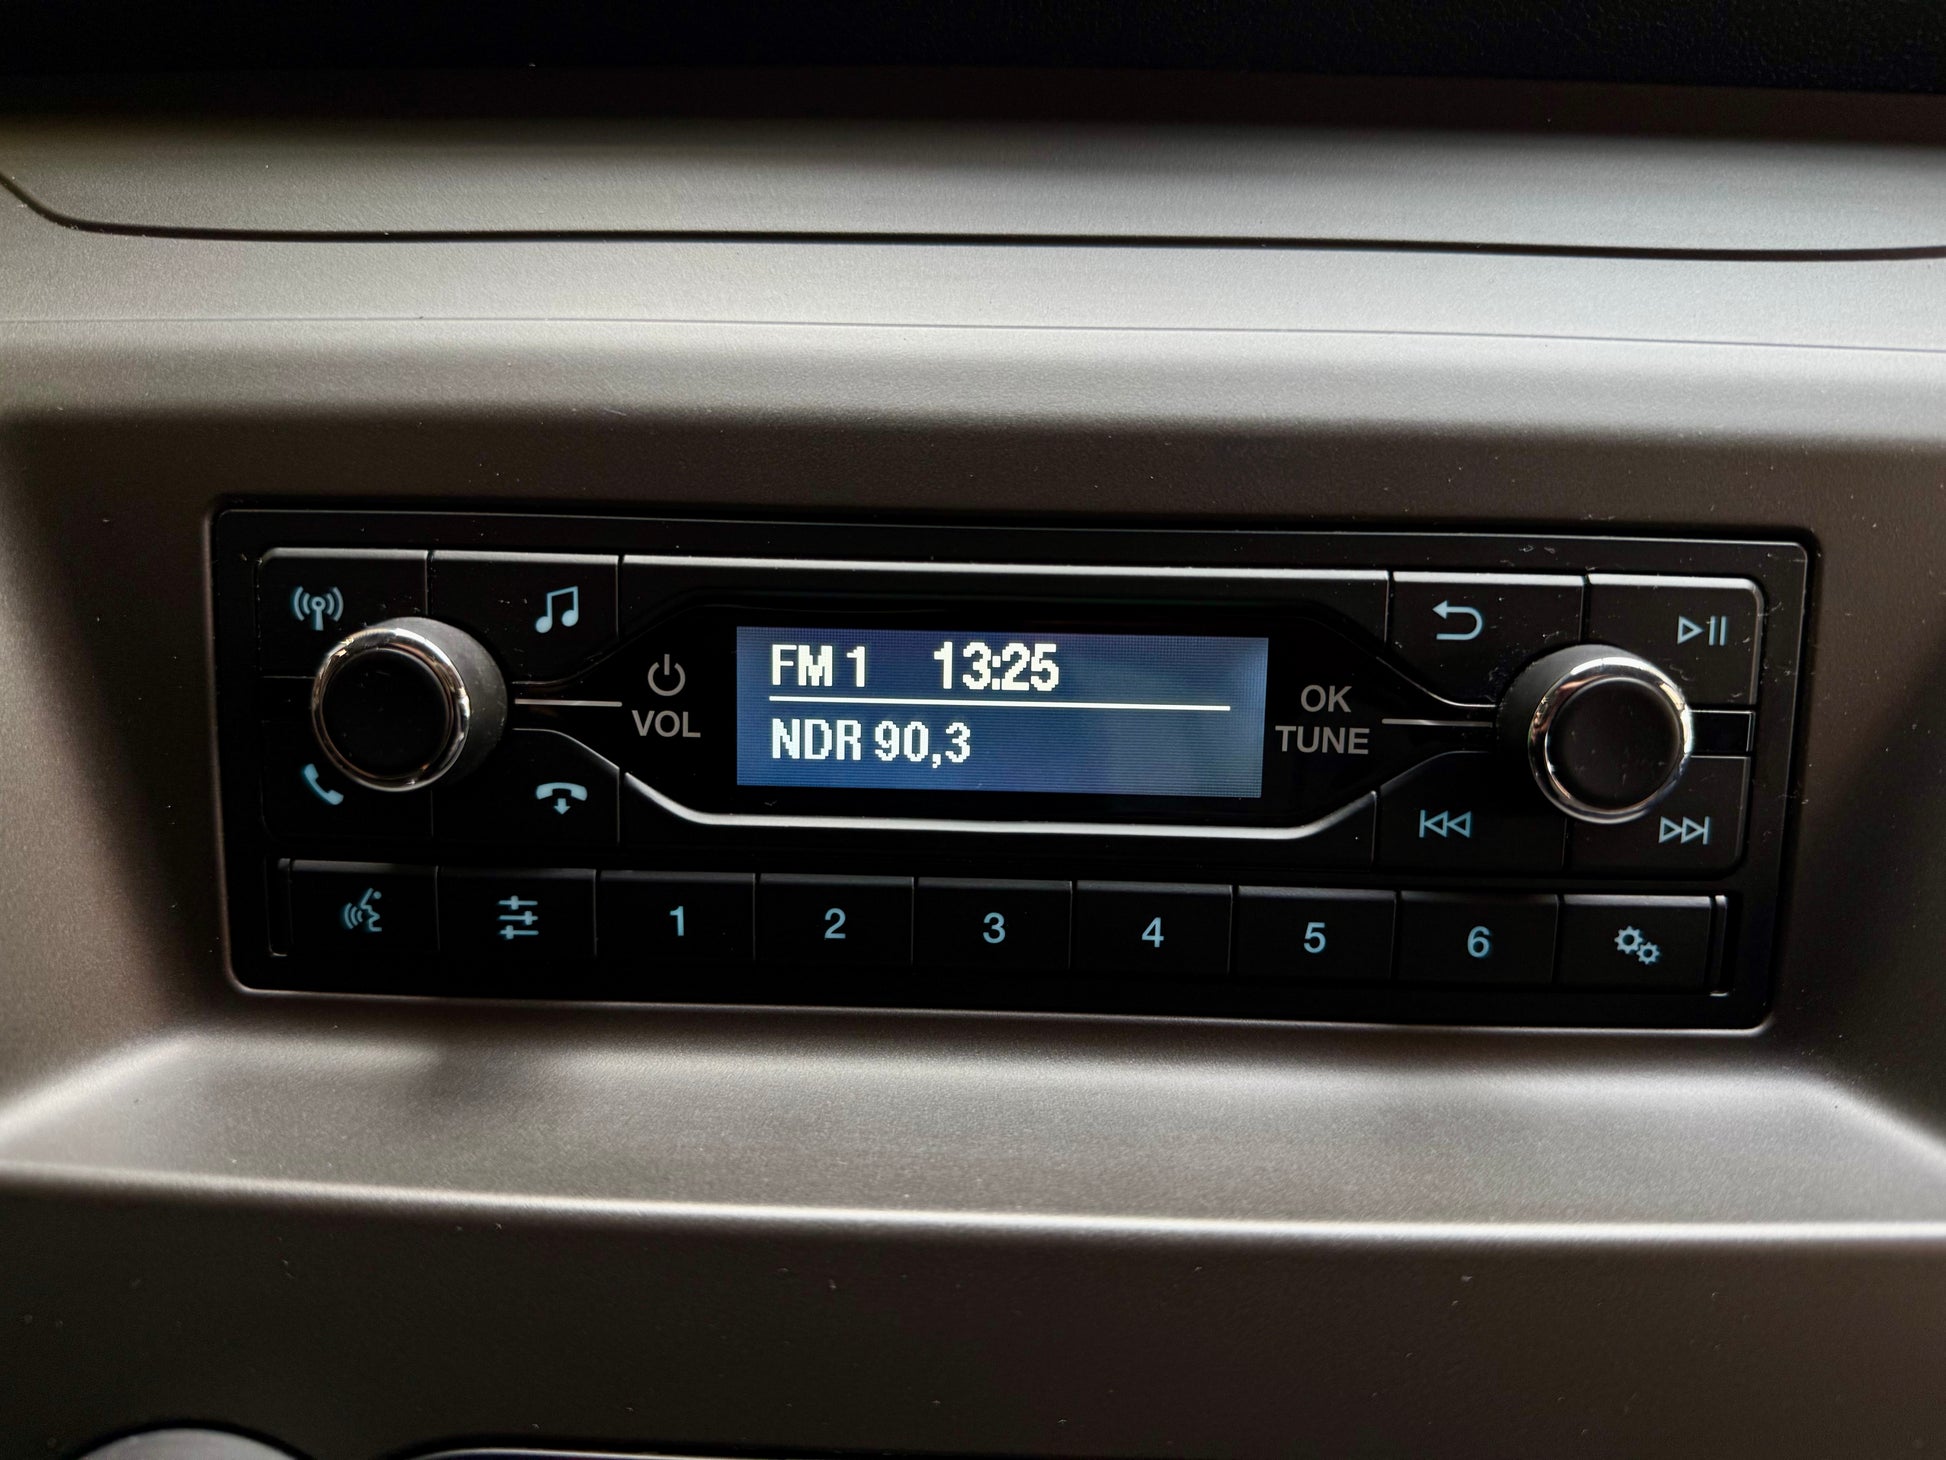 FM 1 13:25
NDR 90,3
VOL
OK
TUNE
1 2 3 4 5 6